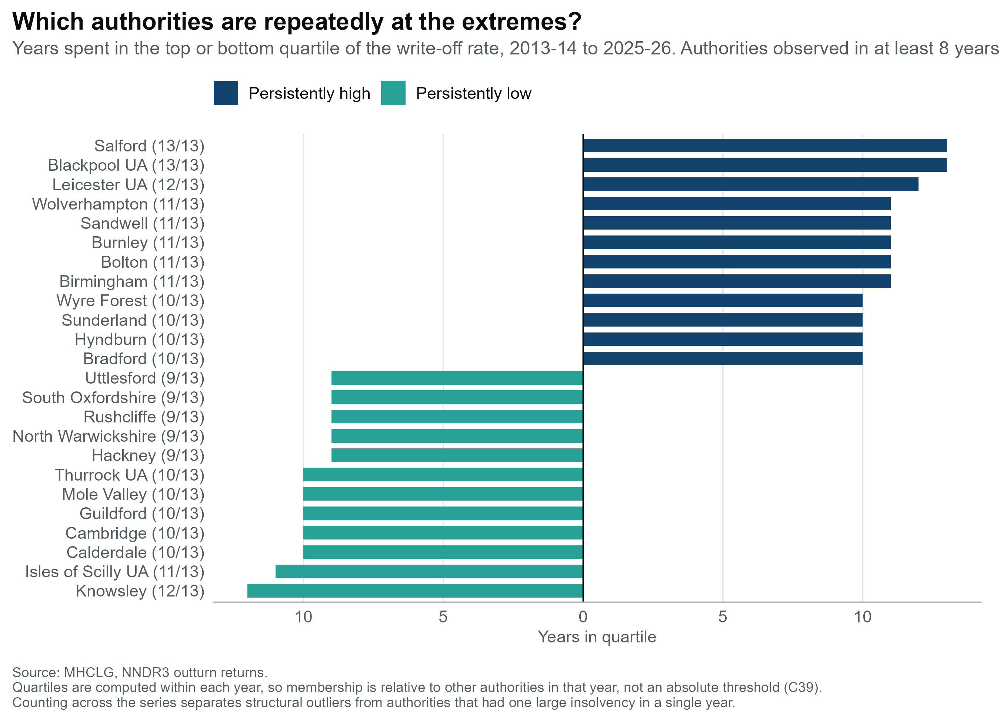 Which authorities are repeatedly at the extremes?
Years spent in the top or bottom quartile of the write-off rate, 2013-14 to 2025-26. Authorities observed in at least 8 years
Persistently high
Persistently low
Salford (13/13)
Blackpool UA (13/13)
Leicester UA (12/13)
Wolverhampton (11/13)
Sandwell (11/13)
Burnley (11/13)
Bolton (11/13)
Birmingham (11/13)
Wyre Forest (10/13)
Sunderland (10/13)
Hyndburn (10/13)
Bradford (10/13)
Uttlesford (9/13)
South Oxfordshire (9/13)
Rushcliffe (9/13)
North Warwickshire (9/13)
Hackney (9/13)
Thurrock UA (10/13)
Mole Valley (10/13)
Guildford (10/13)
Cambridge (10/13)
Calderdale (10/13)
Isles of Scilly UA (11/13)
Knowsley (12/13)
10 5 0 5 10
Years in quartile
Source: MHCLG, NNDR3 outturn returns.
Quartiles are computed within each year, so membership is relative to other authorities in that year, not an absolute threshold (C39).
Counting across the series separates structural outliers from authorities that had one large insolvency in a single year.